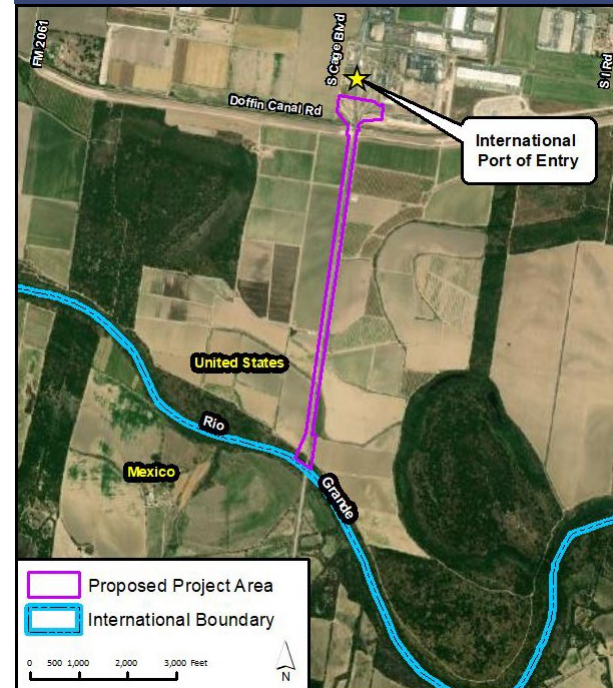 FM 2061
S Cage Blvd
S I Rd
Doffin Canal Rd
International
Port of Entry
United States
Rio
Mexico
Grande
Proposed Project Area
International Boundary
0 500 1,000 2,000 3,000 Feet
N